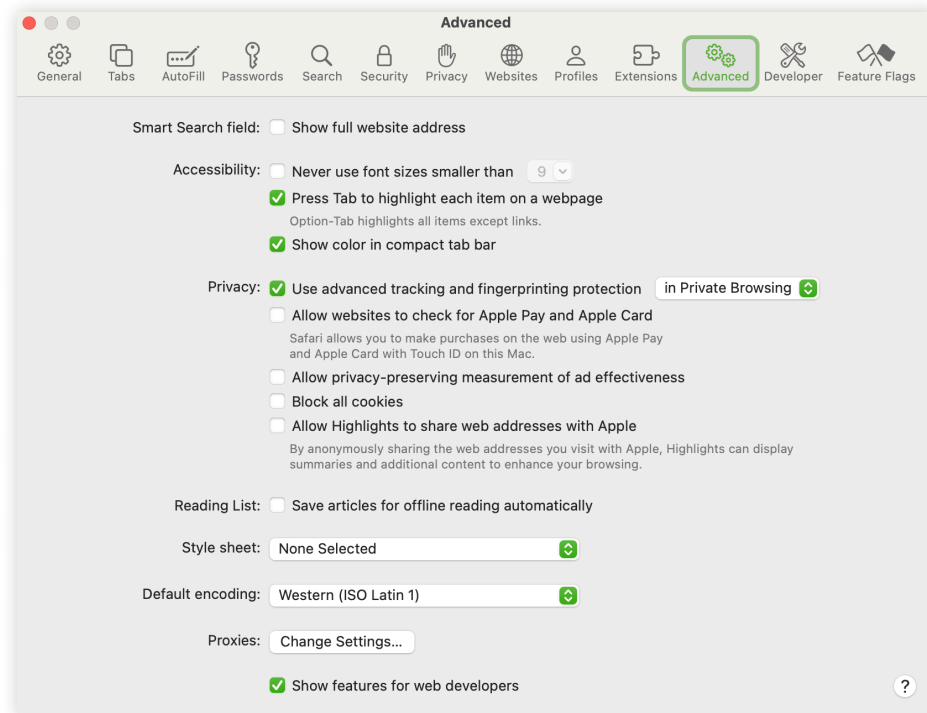 Advanced
General Tabs AutoFill Passwords Search Security Privacy Websites Profiles Extensions Advanced Developer Feature Flags
Smart Search field: Show full website address
Accessibility: Never use font sizes smaller than 9
Press Tab to highlight each item on a webpage
Option-Tab highlights all items except links.
Show color in compact tab bar
Privacy: Use advanced tracking and fingerprinting protection in Private Browsing
Allow websites to check for Apple Pay and Apple Card
Safari allows you to make purchases on the web using Apple Pay
and Apple Card with Touch ID on this Mac.
Allow privacy-preserving measurement of ad effectiveness
Block all cookies
Allow Highlights to share web addresses with Apple
By anonymously sharing the web addresses you visit with Apple, Highlights can display
summaries and additional content to enhance your browsing.
Reading List: Save articles for offline reading automatically
Style sheet: None Selected
Default encoding: Western (ISO Latin 1)
Proxies: Change Settings...
Show features for web developers
?